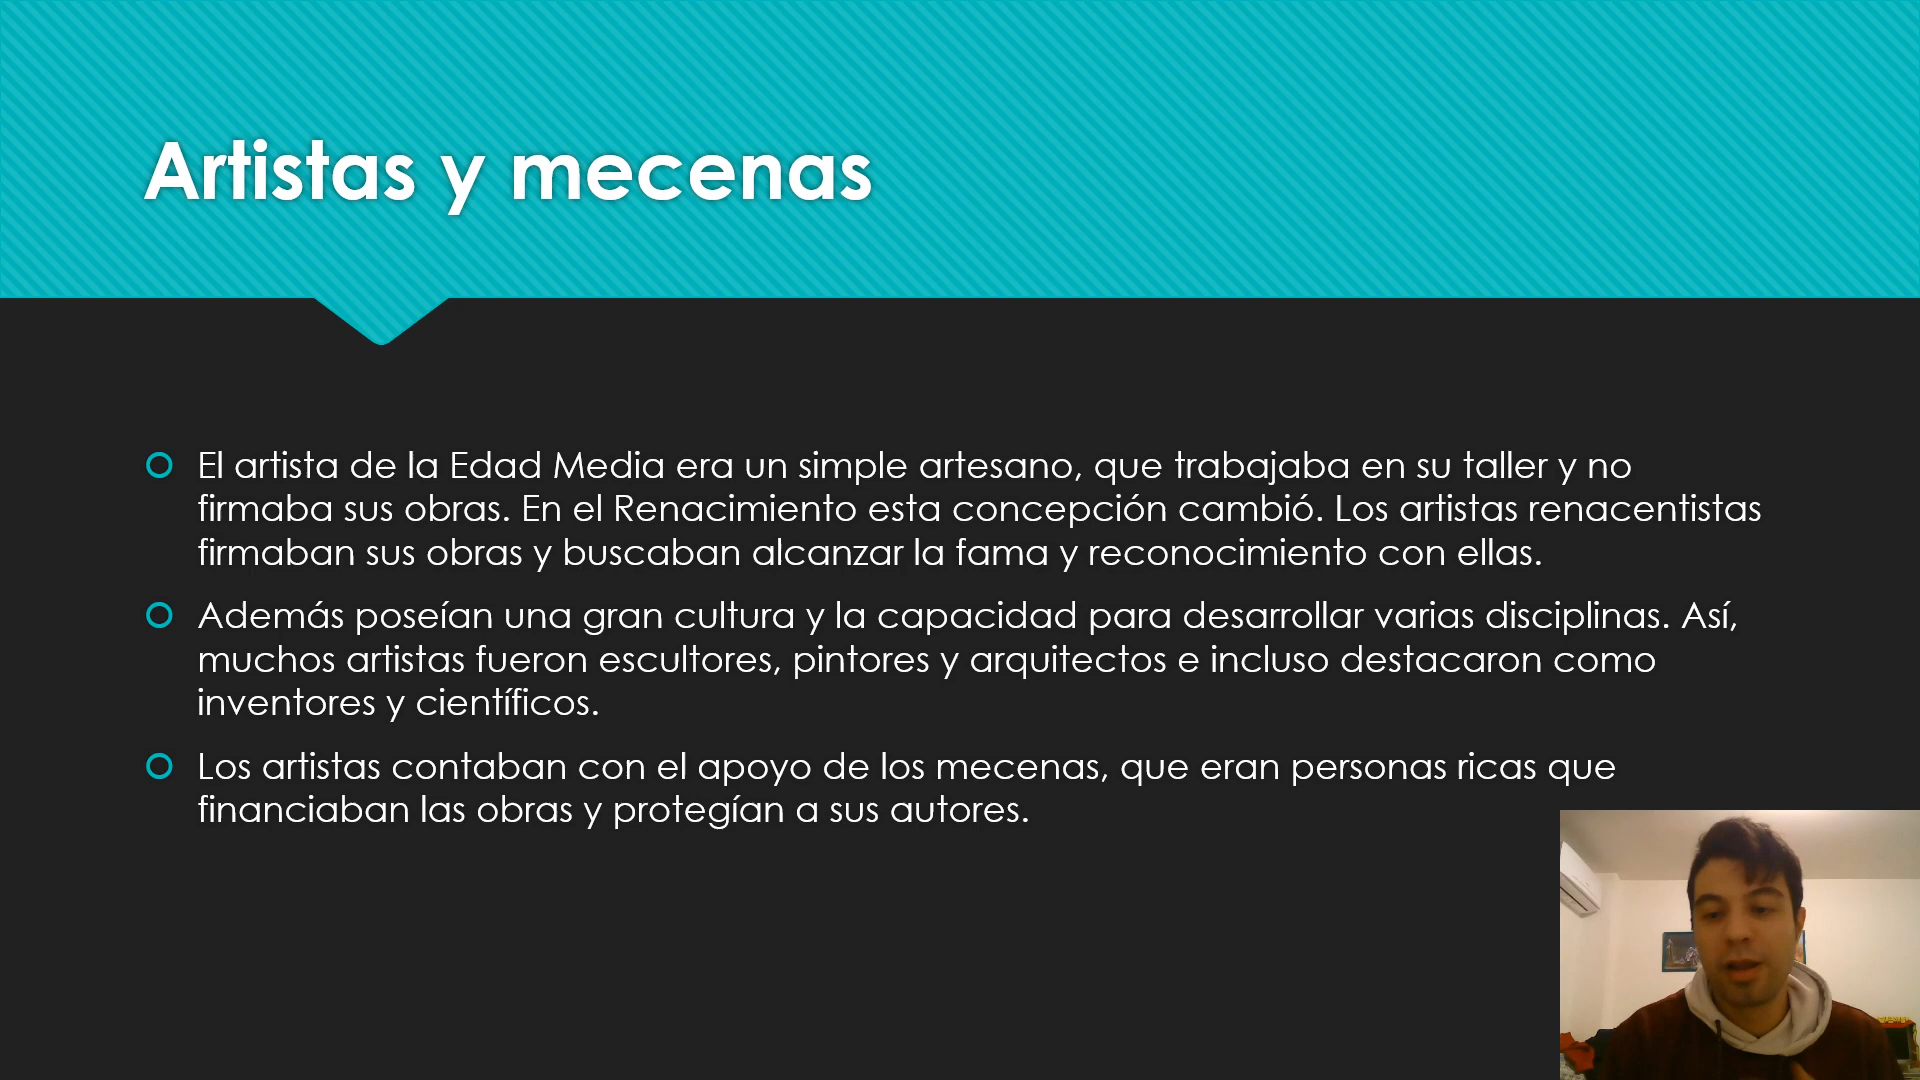 Artistas y mecenas
El artista de la Edad Media era un simple artesano, que trabajaba en su taller y no
firmaba sus obras. En el Renacimiento esta concepción cambió. Los artistas renacentistas
firmaban sus obras y buscaban alcanzar la fama y reconocimiento con ellas.
Además poseían una gran cultura y la capacidad para desarrollar varias disciplinas. Así,
muchos artistas fueron escultores, pintores y arquitectos e incluso destacaron como
inventores y científicos.
Los artistas contaban con el apoyo de los mecenas, que eran personas ricas que
financiaban las obras y protegían a sus autores.